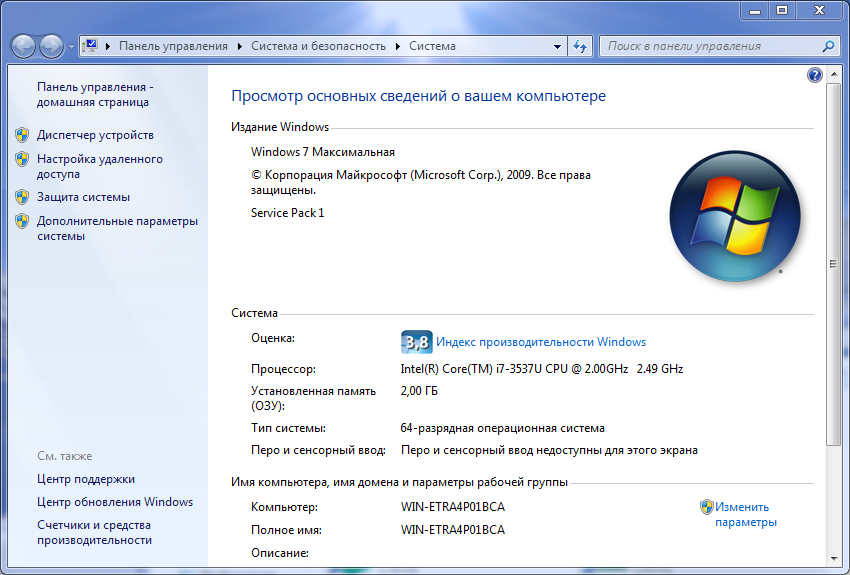 Панель управления
Система и безопасность
Система
Поиск в панели управления
Панель управления -
домашняя страница
Диспетчер устройств
Настройка удаленного
доступа
Защита системы
Дополнительные параметры
системы
См. также
Центр поддержки
Центр обновления Windows
Счетчики и средства
производительности
Просмотр основных сведений о вашем компьютере
Издание Windows
Windows 7 Максимальная
© Корпорация Майкрософт (Microsoft Corp.), 2009. Все права
защищены.
Service Pack 1
Система
Оценка: 3,8 Индекс производительности Windows
Процессор: Intel(R) Core(TM) i7-3537U CPU @ 2.00GHz 2.49 GHz
Установленная память
(ОЗУ): 2,00 ГБ
Тип системы: 64-разрядная операционная система
Перо и сенсорный ввод: Перо и сенсорный ввод недоступны для этого экрана
Имя компьютера, имя домена и параметры рабочей группы
Компьютер: WIN-ETRA4P01BCA
Изменить
параметры
Полное имя: WIN-ETRA4P01BCA
Описание: